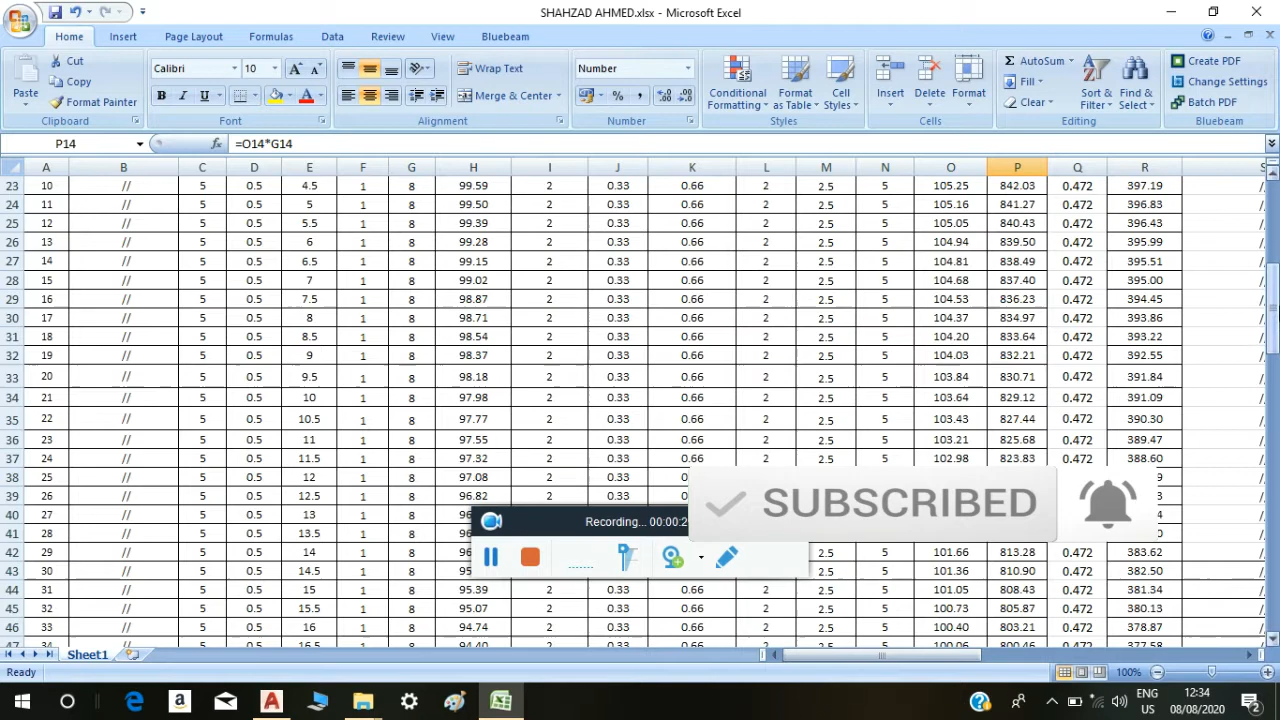 SHAHZAD AHMED.xlsx - Microsoft Excel
Home Insert Page Layout Formulas Data Review View Bluebeam
Cut Calibri 10 Wrap Text Number AutoSum Create PDF
Copy Fill Change Settings
Paste Format Painter Merge & Center Conditional Formatting Format as Table Cell Styles Insert Delete Format Clear Sort & Filter Find & Select Batch PDF
Clipboard Font Alignment Number Styles Cells Editing Bluebeam
P14 =O14*G14
A B C D E F G H I J K L M N O P Q R S
23 10 // 5 0.5 4.5 1 8 99.59 2 0.33 0.66 2 2.5 5 105.25 842.03 0.472 397.19
24 11 // 5 0.5 5 1 8 99.50 2 0.33 0.66 2 2.5 5 105.16 841.27 0.472 396.83
25 12 // 5 0.5 5.5 1 8 99.39 2 0.33 0.66 2 2.5 5 105.05 840.43 0.472 396.43
26 13 // 5 0.5 6 1 8 99.28 2 0.33 0.66 2 2.5 5 104.94 839.50 0.472 395.99
27 14 // 5 0.5 6.5 1 8 99.15 2 0.33 0.66 2 2.5 5 104.81 838.49 0.472 395.51
28 15 // 5 0.5 7 1 8 99.02 2 0.33 0.66 2 2.5 5 104.68 837.40 0.472 395.00
29 16 // 5 0.5 7.5 1 8 98.87 2 0.33 0.66 2 2.5 5 104.53 836.23 0.472 394.45
30 17 // 5 0.5 8 1 8 98.71 2 0.33 0.66 2 2.5 5 104.37 834.97 0.472 393.86
31 18 // 5 0.5 8.5 1 8 98.54 2 0.33 0.66 2 2.5 5 104.20 833.64 0.472 393.22
32 19 // 5 0.5 9 1 8 98.37 2 0.33 0.66 2 2.5 5 104.03 832.21 0.472 392.55
33 20 // 5 0.5 9.5 1 8 98.18 2 0.33 0.66 2 2.5 5 103.84 830.71 0.472 391.84
34 21 // 5 0.5 10 1 8 97.98 2 0.33 0.66 2 2.5 5 103.64 829.12 0.472 391.09
35 22 // 5 0.5 10.5 1 8 97.77 2 0.33 0.66 2 2.5 5 103.43 827.44 0.472 390.30
36 23 // 5 0.5 11 1 8 97.55 2 0.33 0.66 2 2.5 5 103.21 825.68 0.472 389.47
37 24 // 5 0.5 11.5 1 8 97.32 2 0.33 0.66 2 2.5 5 102.98 823.83 0.472 388.60
38 25 // 5 0.5 12 1 8 97.08 2 0.33
39 26 // 5 0.5 12.5 1 8 96.82 2 0.33
SUBSCRIBED
40 27 // 5 0.5 13 1 8
Recording... 00:00:2
41 28 // 5 0.5 13.5 1 8
42 29 // 5 0.5 14 1 8 2.5 5 101.66 813.28 0.472 383.62
43 30 // 5 0.5 14.5 1 8 2.5 5 101.36 810.90 0.472 382.50
44 31 // 5 0.5 15 1 8 95.39 2 0.33 0.66 2 2.5 5 101.05 808.43 0.472 381.34
45 32 // 5 0.5 15.5 1 8 95.07 2 0.33 0.66 2 2.5 5 100.73 805.87 0.472 380.13
46 33 // 5 0.5 16 1 8 94.74 2 0.33 0.66 2 2.5 5 100.40 803.21 0.472 378.87
47 34 // 5 0.5 16.5 1 8 94.40 2 0.33 0.66 2 2.5 5 100.06 800.46 0.472 377.58
Sheet1
Ready 100%
ENG 12:34
US 08/08/2020